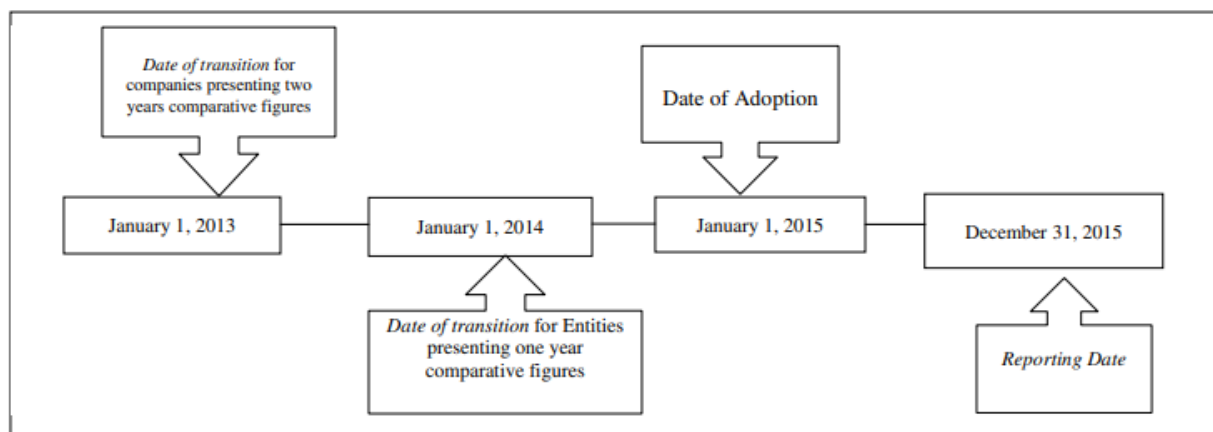 Date of transition for
companies presenting two
years comparative figures
Date of Adoption
January 1, 2013
January 1, 2014
January 1, 2015
December 31, 2015
Date of transition for Entities
presenting one year
comparative figures
Reporting Date